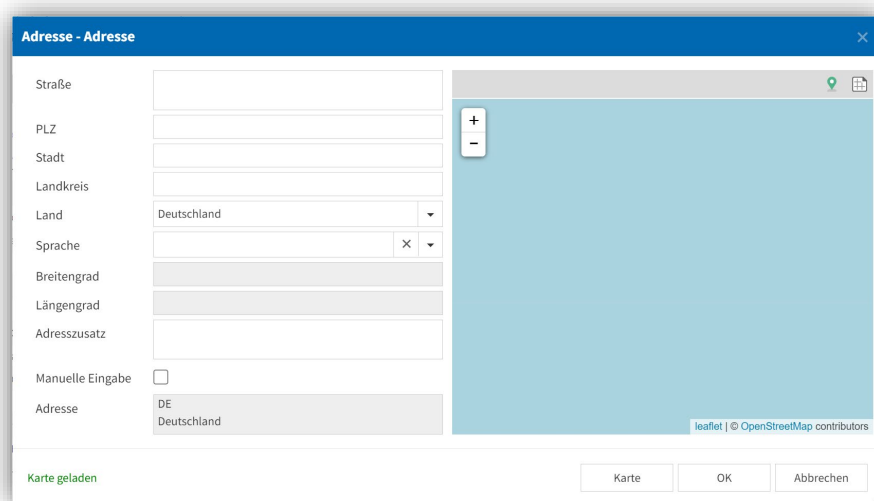 Adresse - Adresse
Straße
PLZ
Stadt
Landkreis
Land
Deutschland
Sprache
Breitengrad
Längengrad
Adresszusatz
Manuelle Eingabe
Adresse
DE
Deutschland
+
−
leaflet | © OpenStreetMap contributors
Karte geladen
Karte
OK
Abbrechen